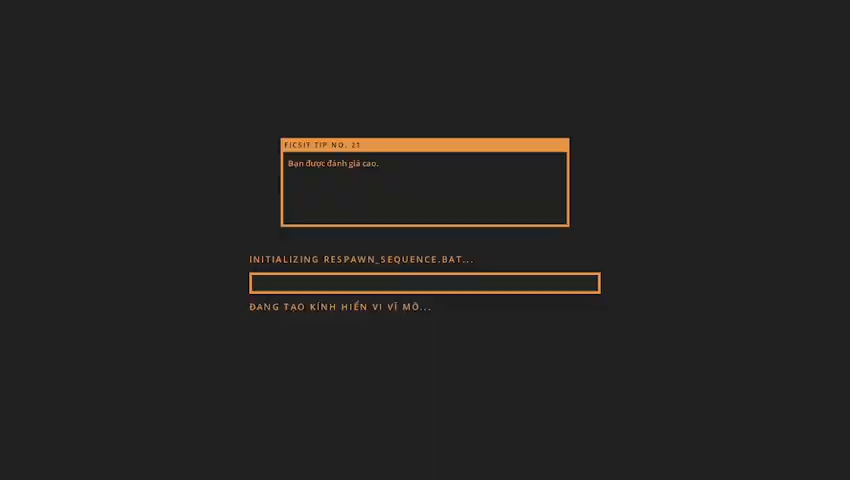 FICSIT TIP NO. 21
Bạn được đánh giá cao.
INITIALIZING RESPAWN_SEQUENCE.BAT...
ĐANG TẠO KÍNH HIỂN VI VĨ MÔ...